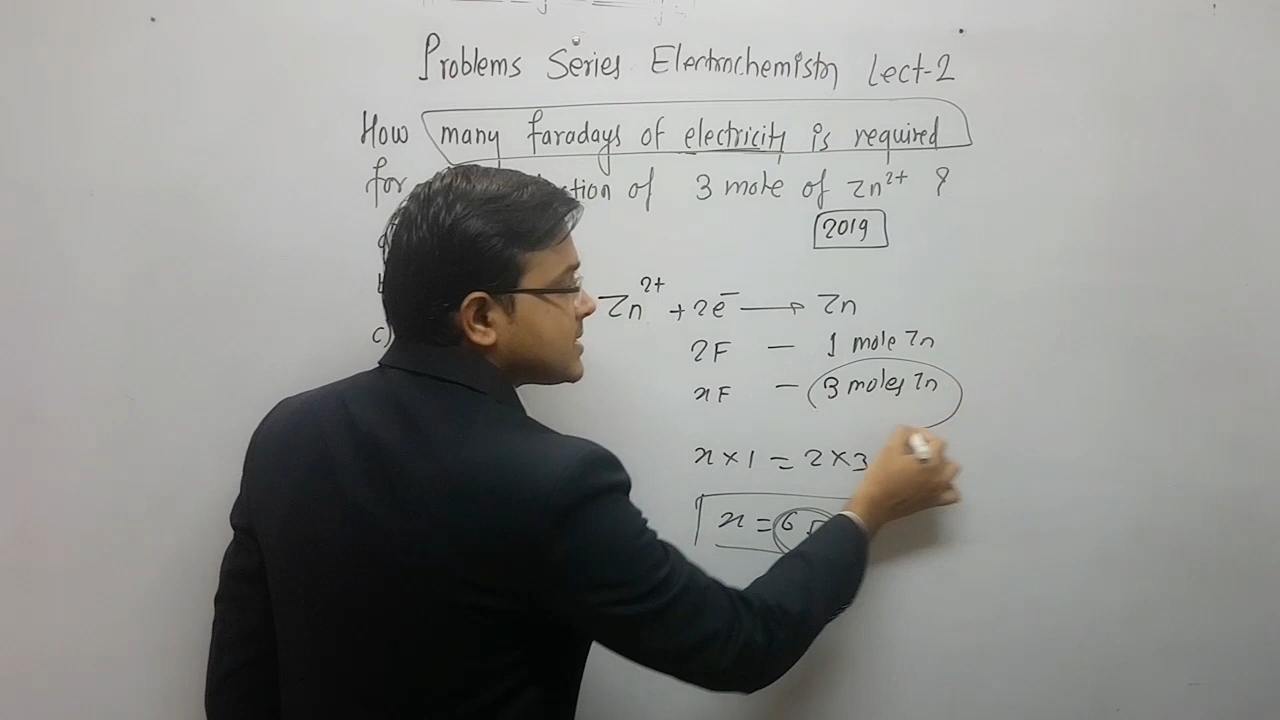 Problems Series Electrochemistry Lect-2
How many faradays of electricity is required
for of 3 mole of Zn²⁺ ?
2019
Zn²⁺ + 2e⁻ → Zn
c)
2F — 1 mole Zn
xF — 3 moles Zn
x × 1 = 2 × 3
x = 6